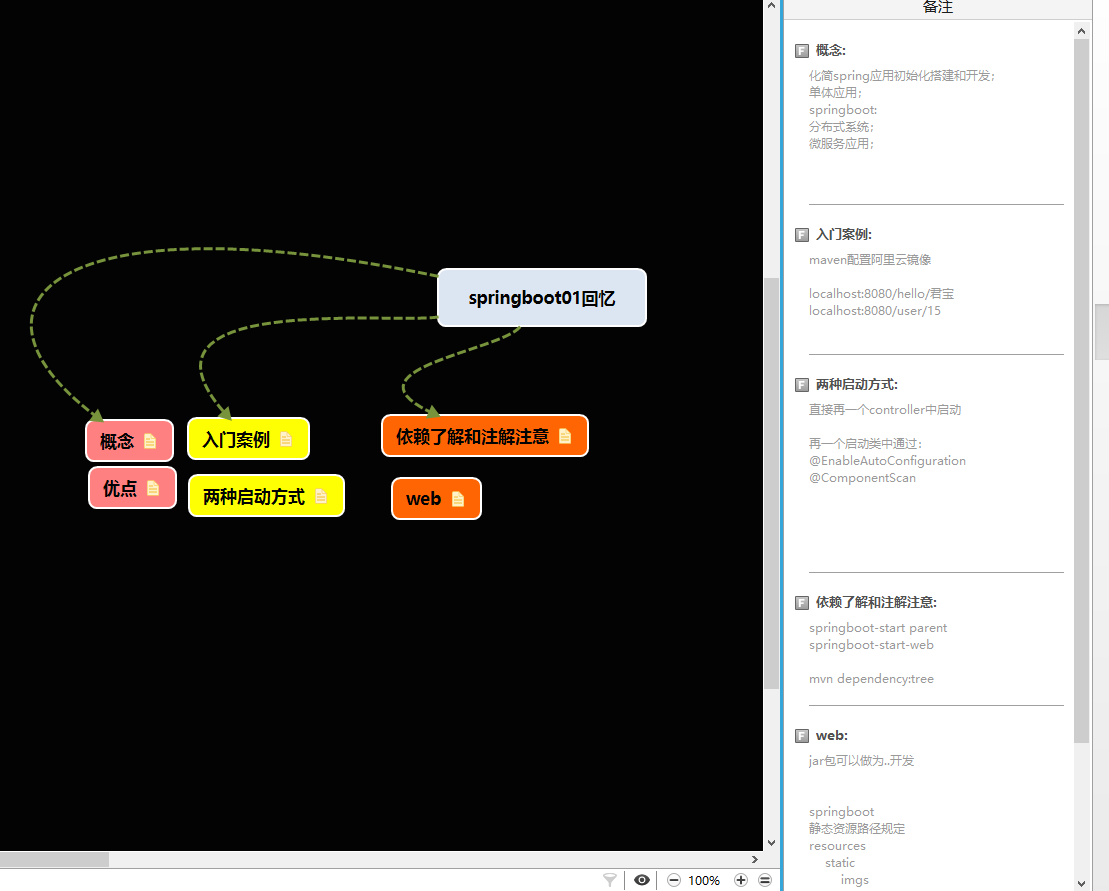 springboot01回忆
概念
入门案例
依赖了解和注解注意
优点
两种启动方式
web
100%
备注
概念:
化简spring应用初始化搭建和开发;
单体应用;
springboot:
分布式系统;
微服务应用;
入门案例:
maven配置阿里云镜像
localhost:8080/hello/君宝
localhost:8080/user/15
两种启动方式:
直接再一个controller中启动
再一个启动类中通过:
@EnableAutoConfiguration
@ComponentScan
依赖了解和注解注意:
springboot-start parent
springboot-start-web
mvn dependency:tree
web:
jar包可以做为..开发
springboot
静态资源路径规定
resources
static
imgs